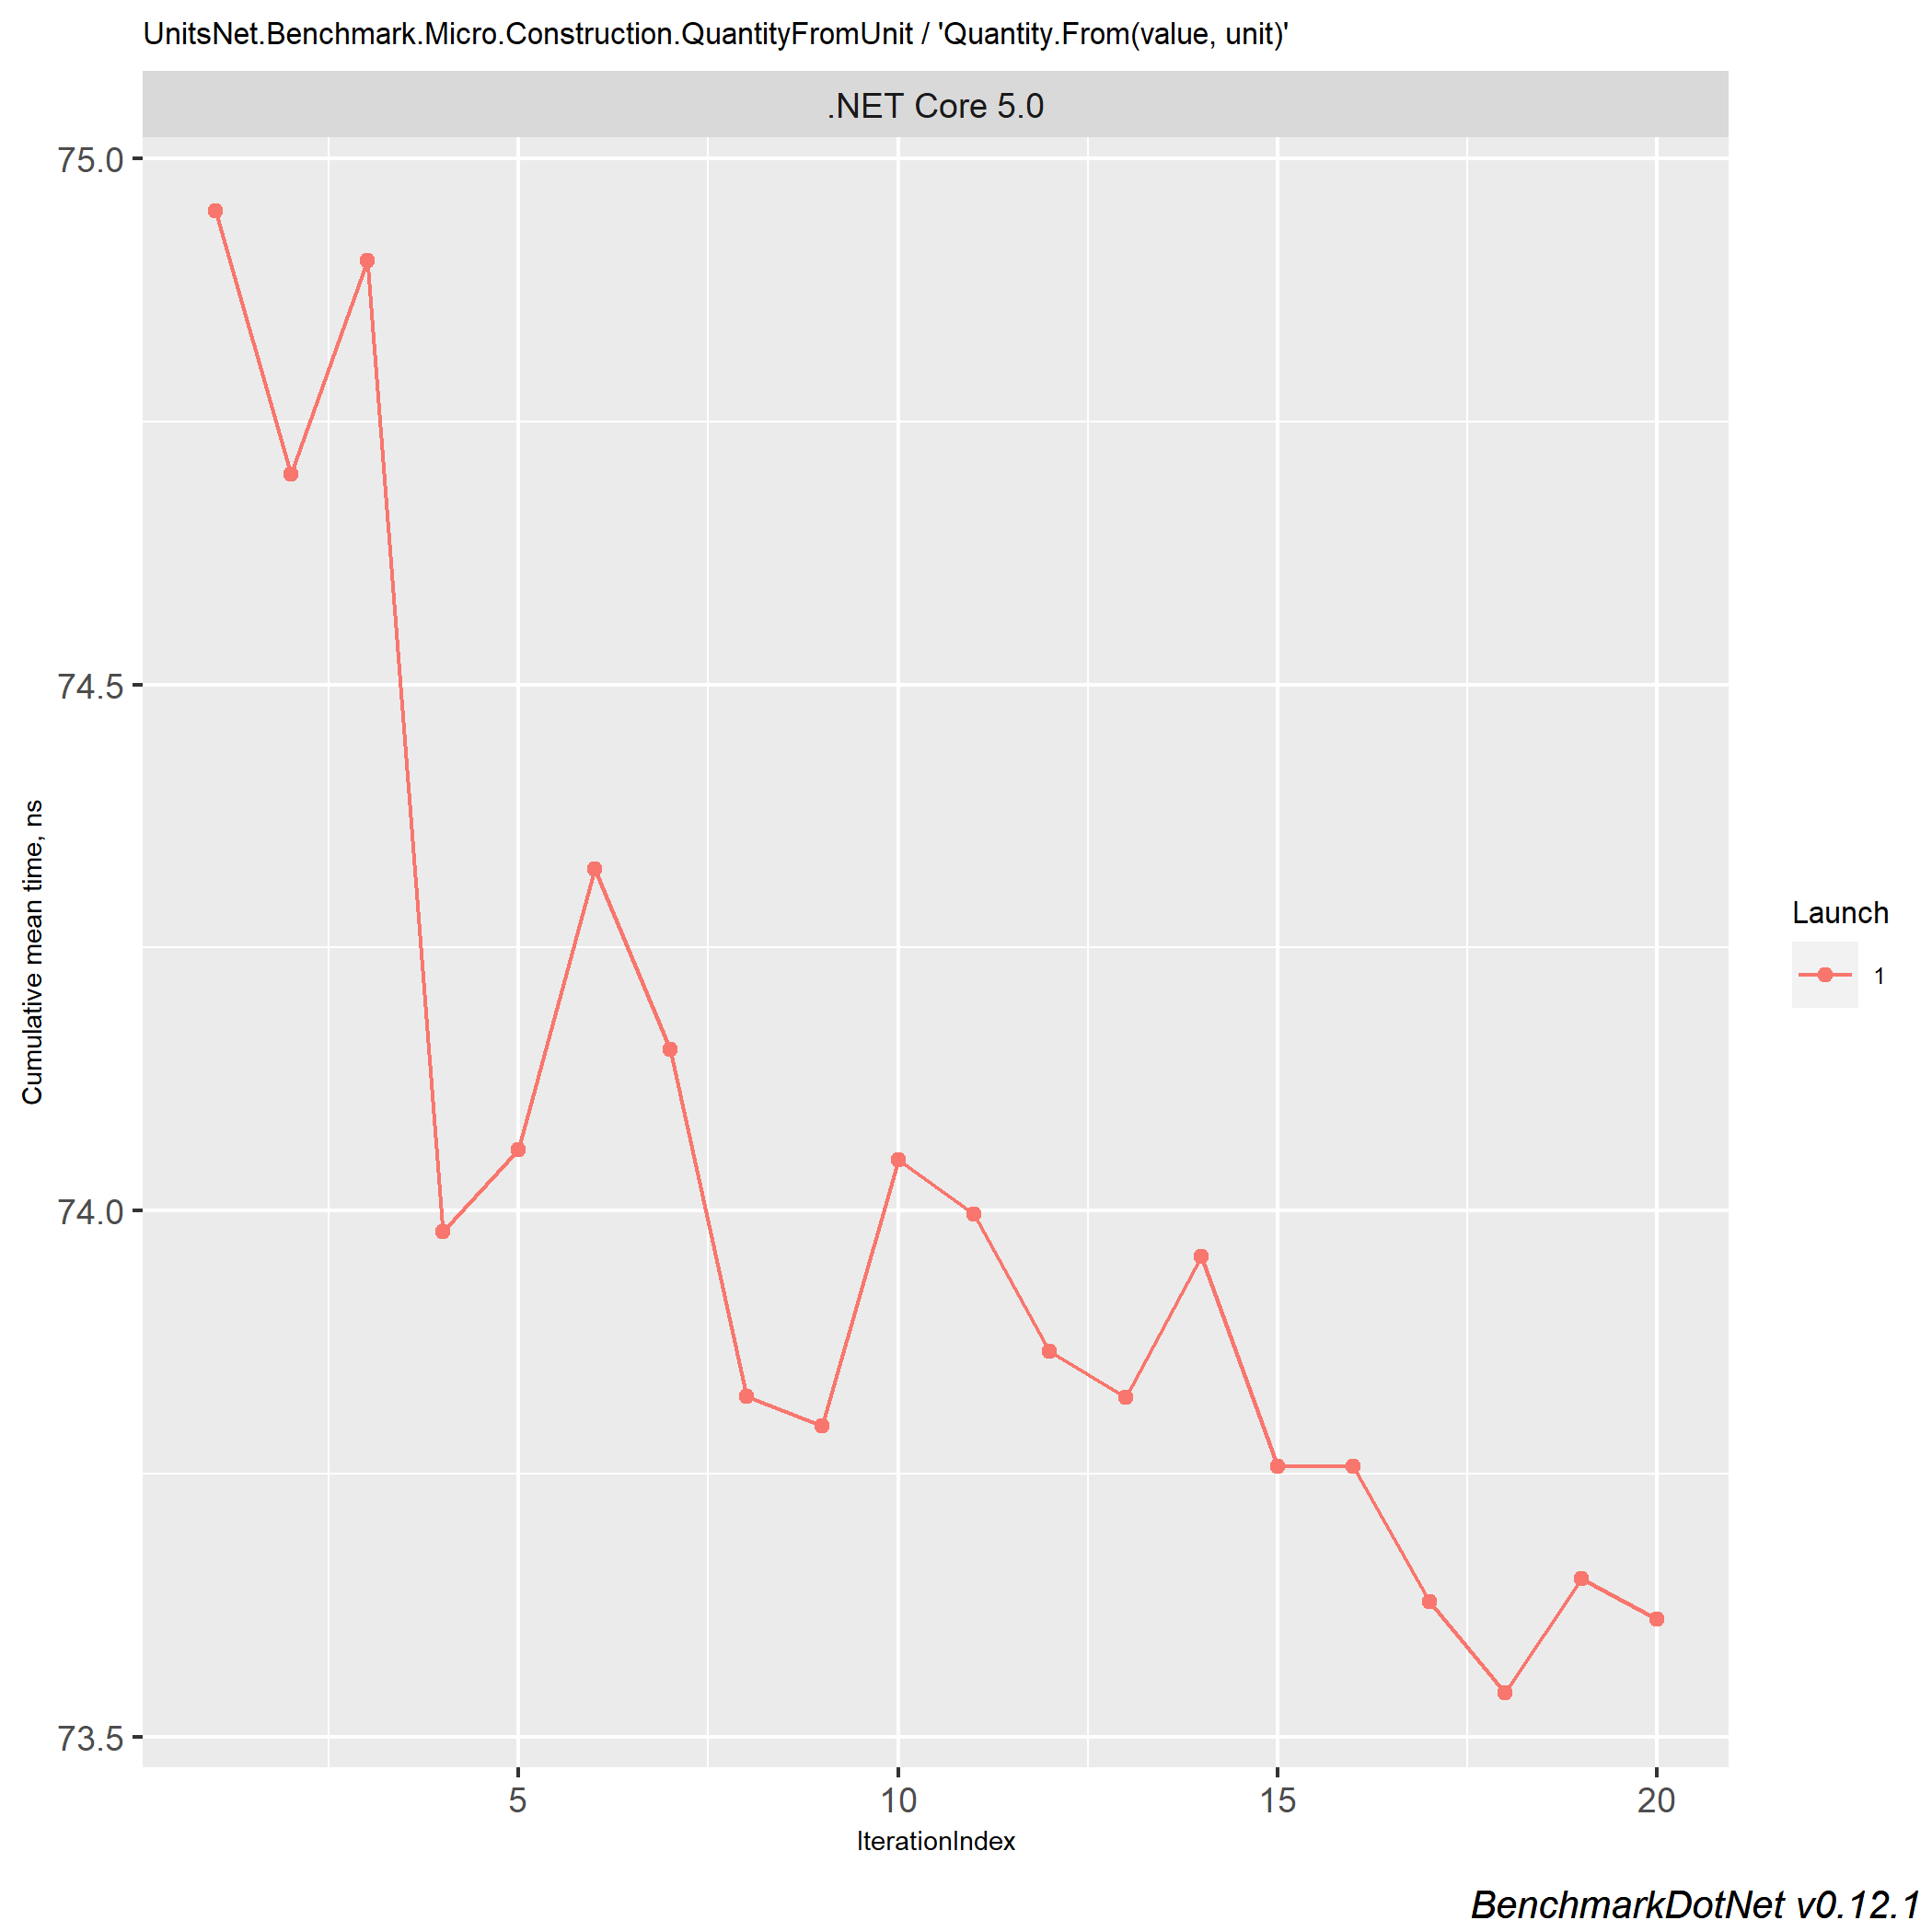 UnitsNet.Benchmark.Micro.Construction.QuantityFromUnit / 'Quantity.From(value, unit)'
.NET Core 5.0
75.0
74.5
74.0
73.5
Cumulative mean time, ns
5 10 15 20
IterationIndex
Launch
1
BenchmarkDotNet v0.12.1